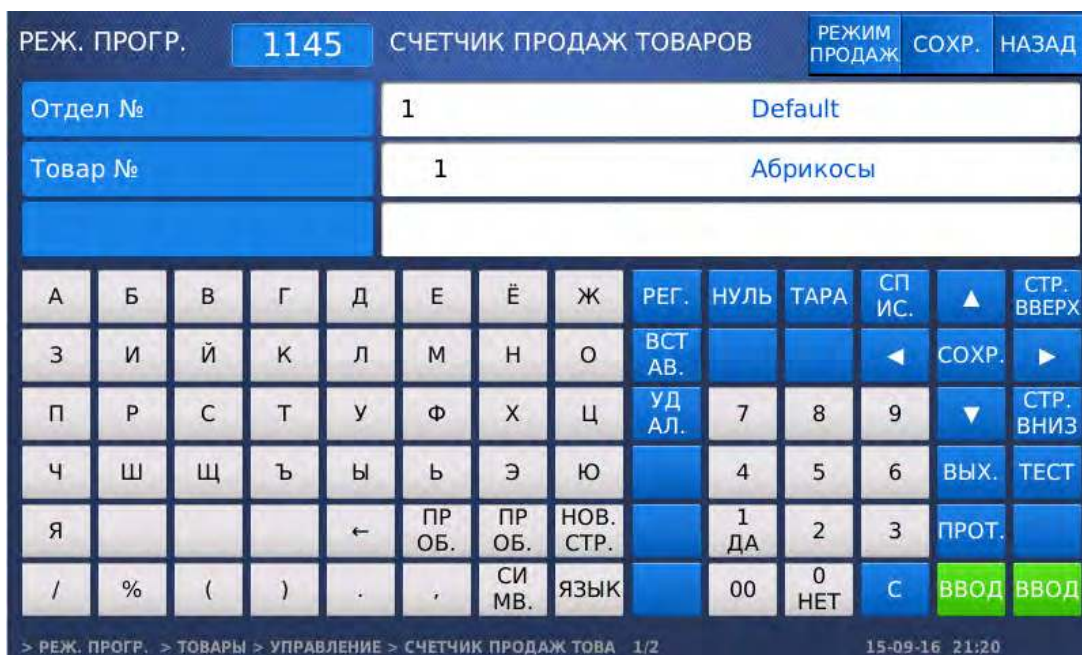 РЕЖ. ПРОГР. 1145 СЧЕТЧИК ПРОДАЖ ТОВАРОВ РЕЖИМ ПРОДАЖ СОХР. НАЗАД
Отдел № 1 Default
Товар № 1 Абрикосы
А Б В Г Д Е Ё Ж РЕГ. НУЛЬ ТАРА СП ИС. ▲ СТР. ВВЕРХ
З И Й К Л М Н О ВСТ АВ. ◀ СОХР. ▶
П Р С Т У Ф Х Ц УД АЛ. 7 8 9 ▼ СТР. ВНИЗ
Ч Ш Щ Ъ Ы Ь Э Ю 4 5 6 ВЫХ. ТЕСТ
Я ← ПР ОБ. ПР ОБ. НОВ. СТР. 1 ДА 2 3 ПРОТ.
/ % ( ) . , СИ МВ. ЯЗЫК 00 0 НЕТ С ВВОД ВВОД
> РЕЖ. ПРОГР. > ТОВАРЫ > УПРАВЛЕНИЕ > СЧЕТЧИК ПРОДАЖ ТОВА 1/2 15-09-16 21:20